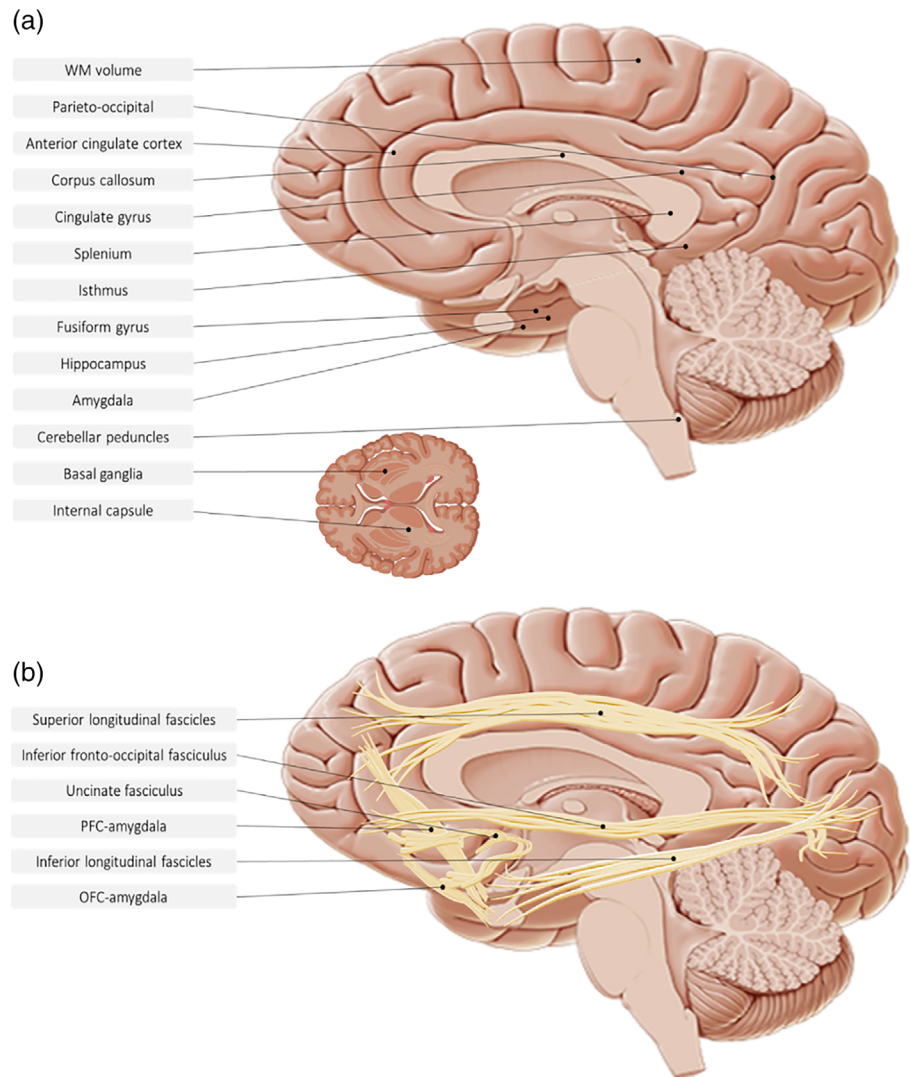 (a)
WM volume
Parieto-occipital
Anterior cingulate cortex
Corpus callosum
Cingulate gyrus
Splenium
Isthmus
Fusiform gyrus
Hippocampus
Amygdala
Cerebellar peduncles
Basal ganglia
Internal capsule
(b)
Superior longitudinal fascicles
Inferior fronto-occipital fasciculus
Uncinate fasciculus
PFC-amygdala
Inferior longitudinal fascicles
OFC-amygdala